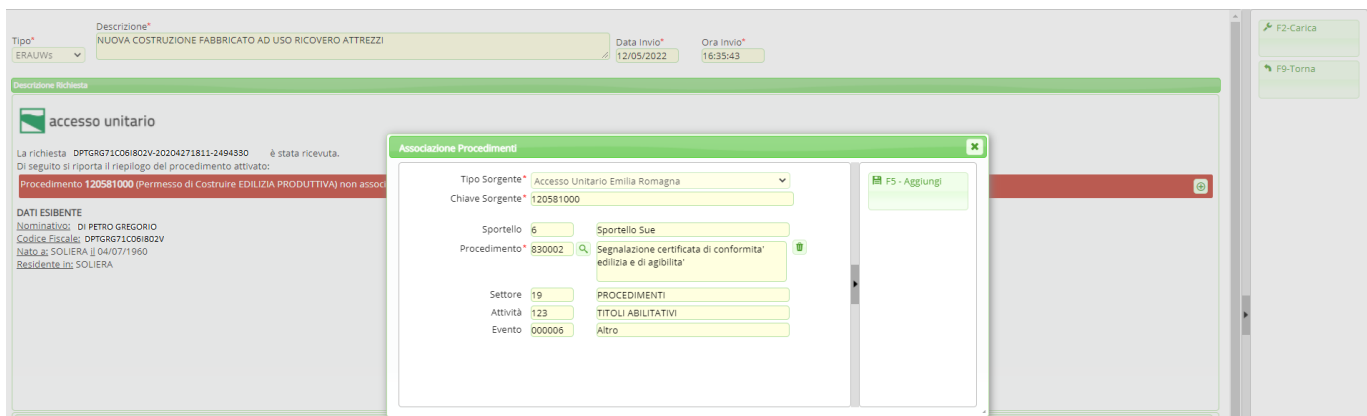 Descrizione*
Tipo*
NUOVA COSTRUZIONE FABBRICATO AD USO RICOVERO ATTREZZI
Data Invio*
Ora Invio*
ERAUWs
12/05/2022
16:35:43
F2-Carica
F9-Torna
Descrizione Richiesta
accesso unitario
La richiesta DPTGRG71C06I802V-20204271811-2494330 è stata ricevuta.
Di seguito si riporta il riepilogo del procedimento attivato:
Procedimento 120581000 (Permesso di Costruire EDILIZIA PRODUTTIVA) non associ
DATI ESIBENTE
Nominativo: DI PETRO GREGORIO
Codice Fiscale: DPTGRG71C06I802V
Nato a: SOLIERA il 04/07/1960
Residente in: SOLIERA
Associazione Procedimenti
Tipo Sorgente* Accesso Unitario Emilia Romagna
Chiave Sorgente* 120581000
Sportello 6 Sportello Sue
Procedimento* 830002 Segnalazione certificata di conformita'
edilizia e di agibilita'
Settore 19 PROCEDIMENTI
Attività 123 TITOLI ABILITATIVI
Evento 000006 Altro
F5 - Aggiungi